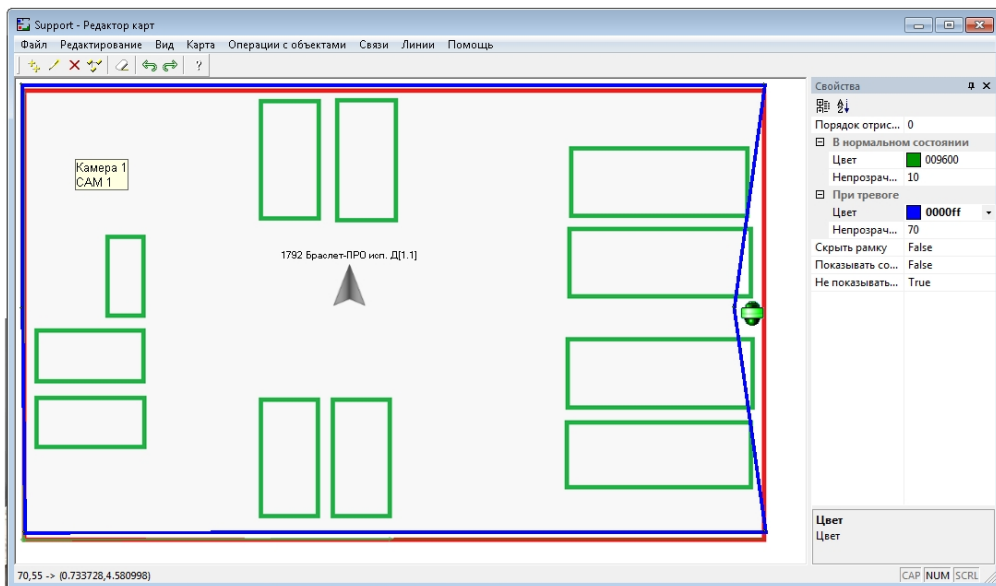 Support - Редактор карт
Файл Редактирование Вид Карта Операции с объектами Связи Линии Помощь
?
Свойства
Порядок отрис... 0
В нормальном состоянии
Цвет 009600
Непрозрач... 10
При тревоге
Цвет 0000ff
Непрозрач... 70
Скрыть рамку False
Показывать со... False
Не показывать... True
Камера 1
CAM 1
1792 Браслет-ПРО исп. Д[1.1]
Цвет
Цвет
70,55 -> (0.733728,4.580998)
CAP NUM SCRL